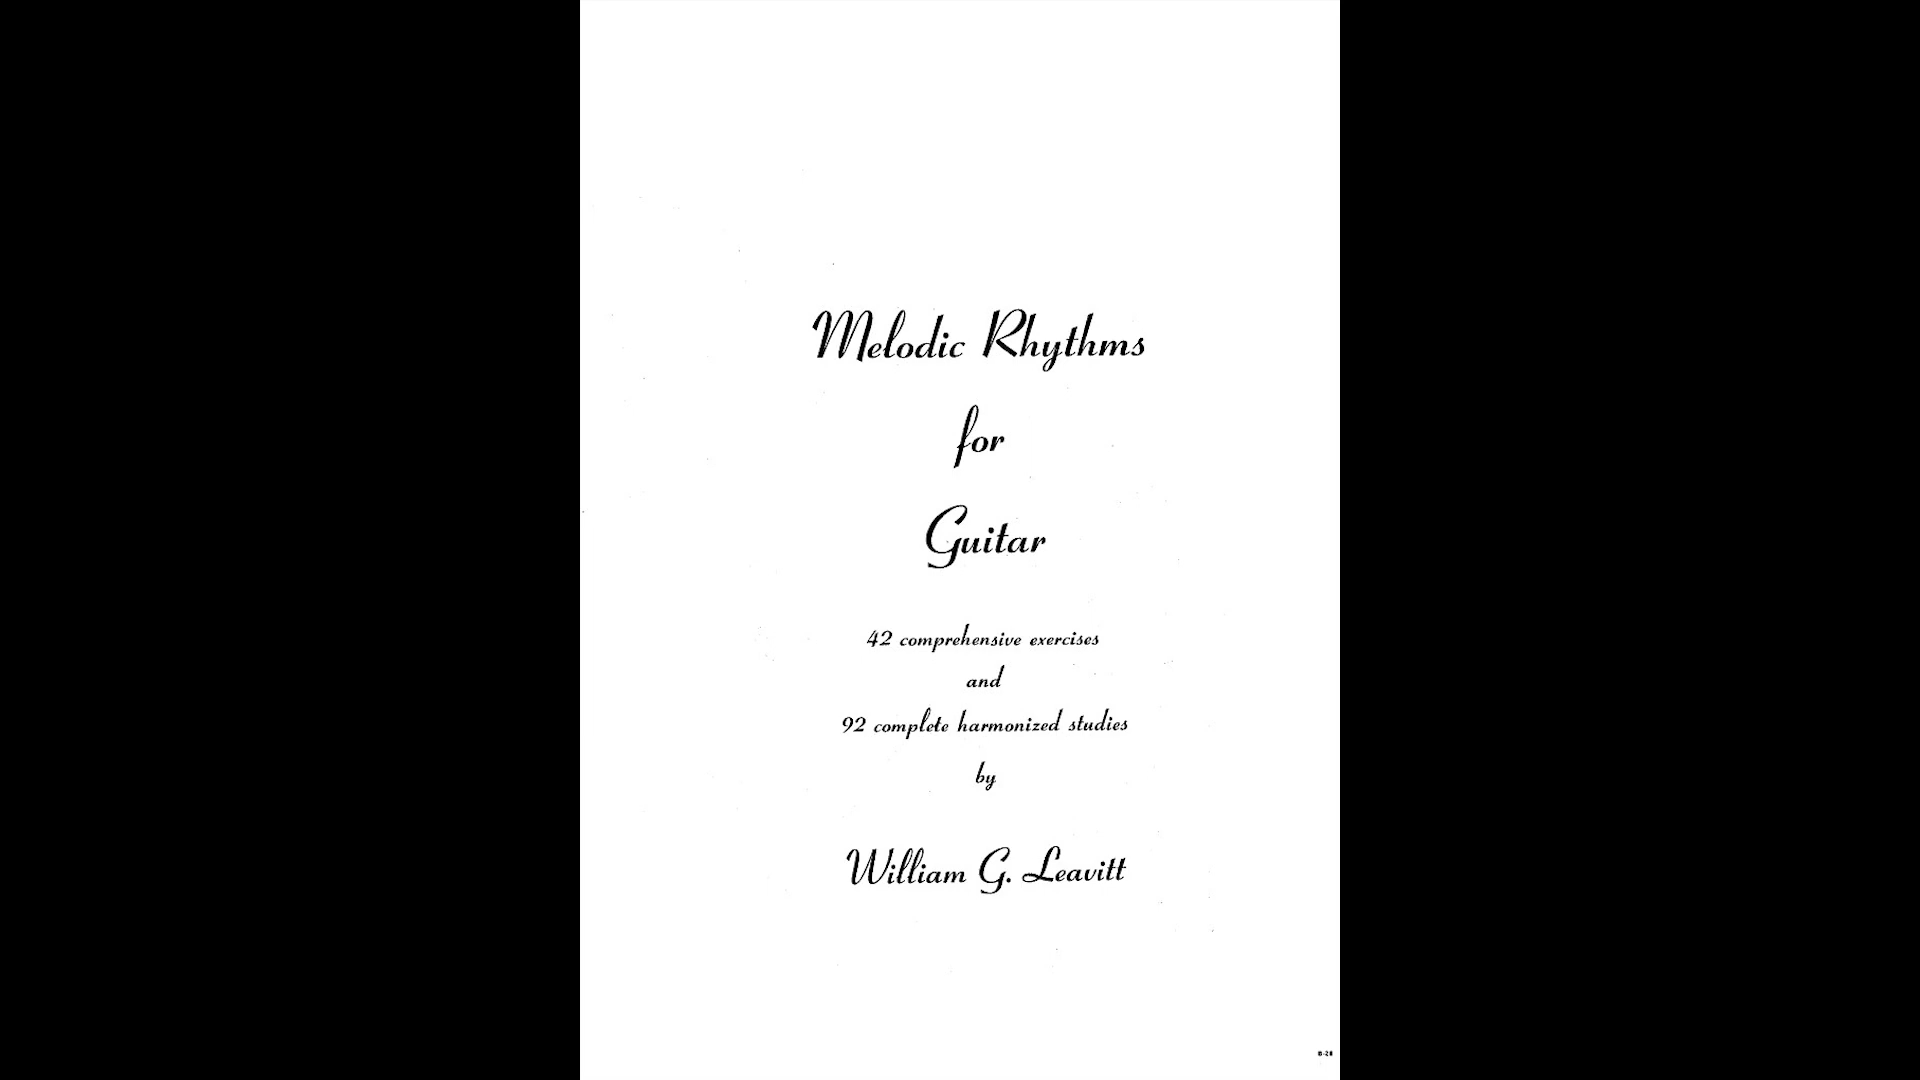 Melodic Rhythms
for
Guitar
42 comprehensive exercises
and
92 complete harmonized studies
by
William G. Leavitt